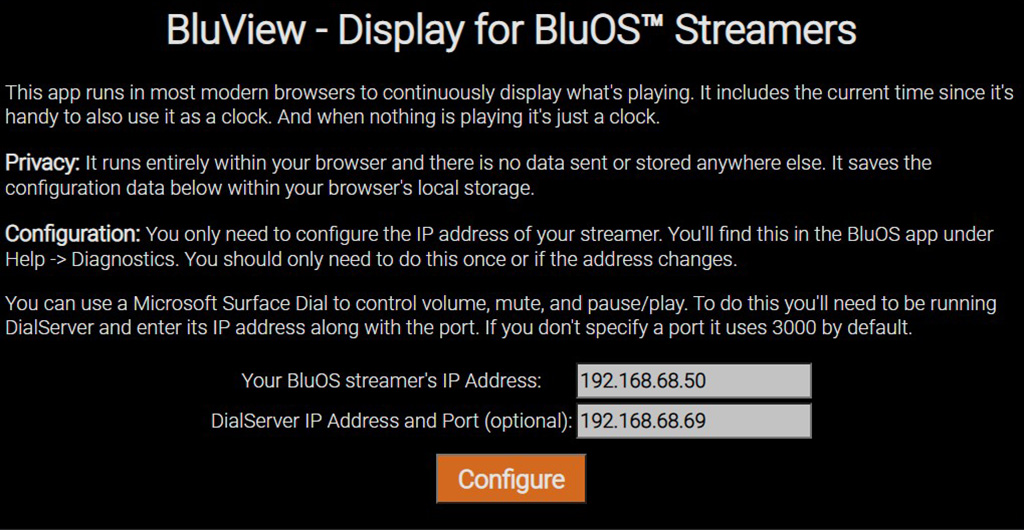 BluView - Display for BluOS™ Streamers
This app runs in most modern browsers to continuously display what's playing. It includes the current time since it's
handy to also use it as a clock. And when nothing is playing it's just a clock.
Privacy: It runs entirely within your browser and there is no data sent or stored anywhere else. It saves the
configuration data below within your browser's local storage.
Configuration: You only need to configure the IP address of your streamer. You'll find this in the BluOS app under
Help -> Diagnostics. You should only need to do this once or if the address changes.
You can use a Microsoft Surface Dial to control volume, mute, and pause/play. To do this you'll need to be running
DialServer and enter its IP address along with the port. If you don't specify a port it uses 3000 by default.
Your BluOS streamer's IP Address: 192.168.68.50
DialServer IP Address and Port (optional): 192.168.68.69
Configure